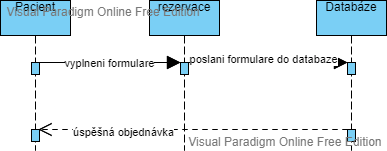 Visual Paradigm Online Free Edition
Pacient
rezervace
Databáze
vyplneni formulare
poslani formulare do databaze
úspěšná objednávka
Visual Paradigm Online Free Edition